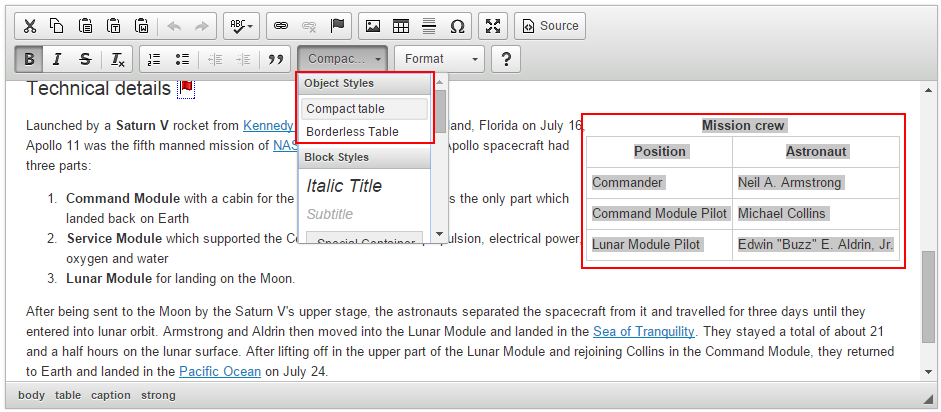 ABC
Ω
Source
B I S Ix
”
Compac...
Format
?
Technical details
Object Styles
Compact table
Borderless Table
Block Styles
Italic Title
Subtitle
Special Container
Launched by a Saturn V rocket from Kennedy and, Florida on July 16,
Apollo 11 was the fifth manned mission of NAS Apollo spacecraft had
three parts:
1. Command Module with a cabin for the s the only part which
landed back on Earth
2. Service Module which supported the Co pulsion, electrical power,
oxygen and water
3. Lunar Module for landing on the Moon.
Mission crew
Position Astronaut
Commander Neil A. Armstrong
Command Module Pilot Michael Collins
Lunar Module Pilot Edwin "Buzz" E. Aldrin, Jr.
After being sent to the Moon by the Saturn V's upper stage, the astronauts separated the spacecraft from it and travelled for three days until they
entered into lunar orbit. Armstrong and Aldrin then moved into the Lunar Module and landed in the Sea of Tranquility. They stayed a total of about 21
and a half hours on the lunar surface. After lifting off in the upper part of the Lunar Module and rejoining Collins in the Command Module, they returned
to Earth and landed in the Pacific Ocean on July 24.
body table caption strong